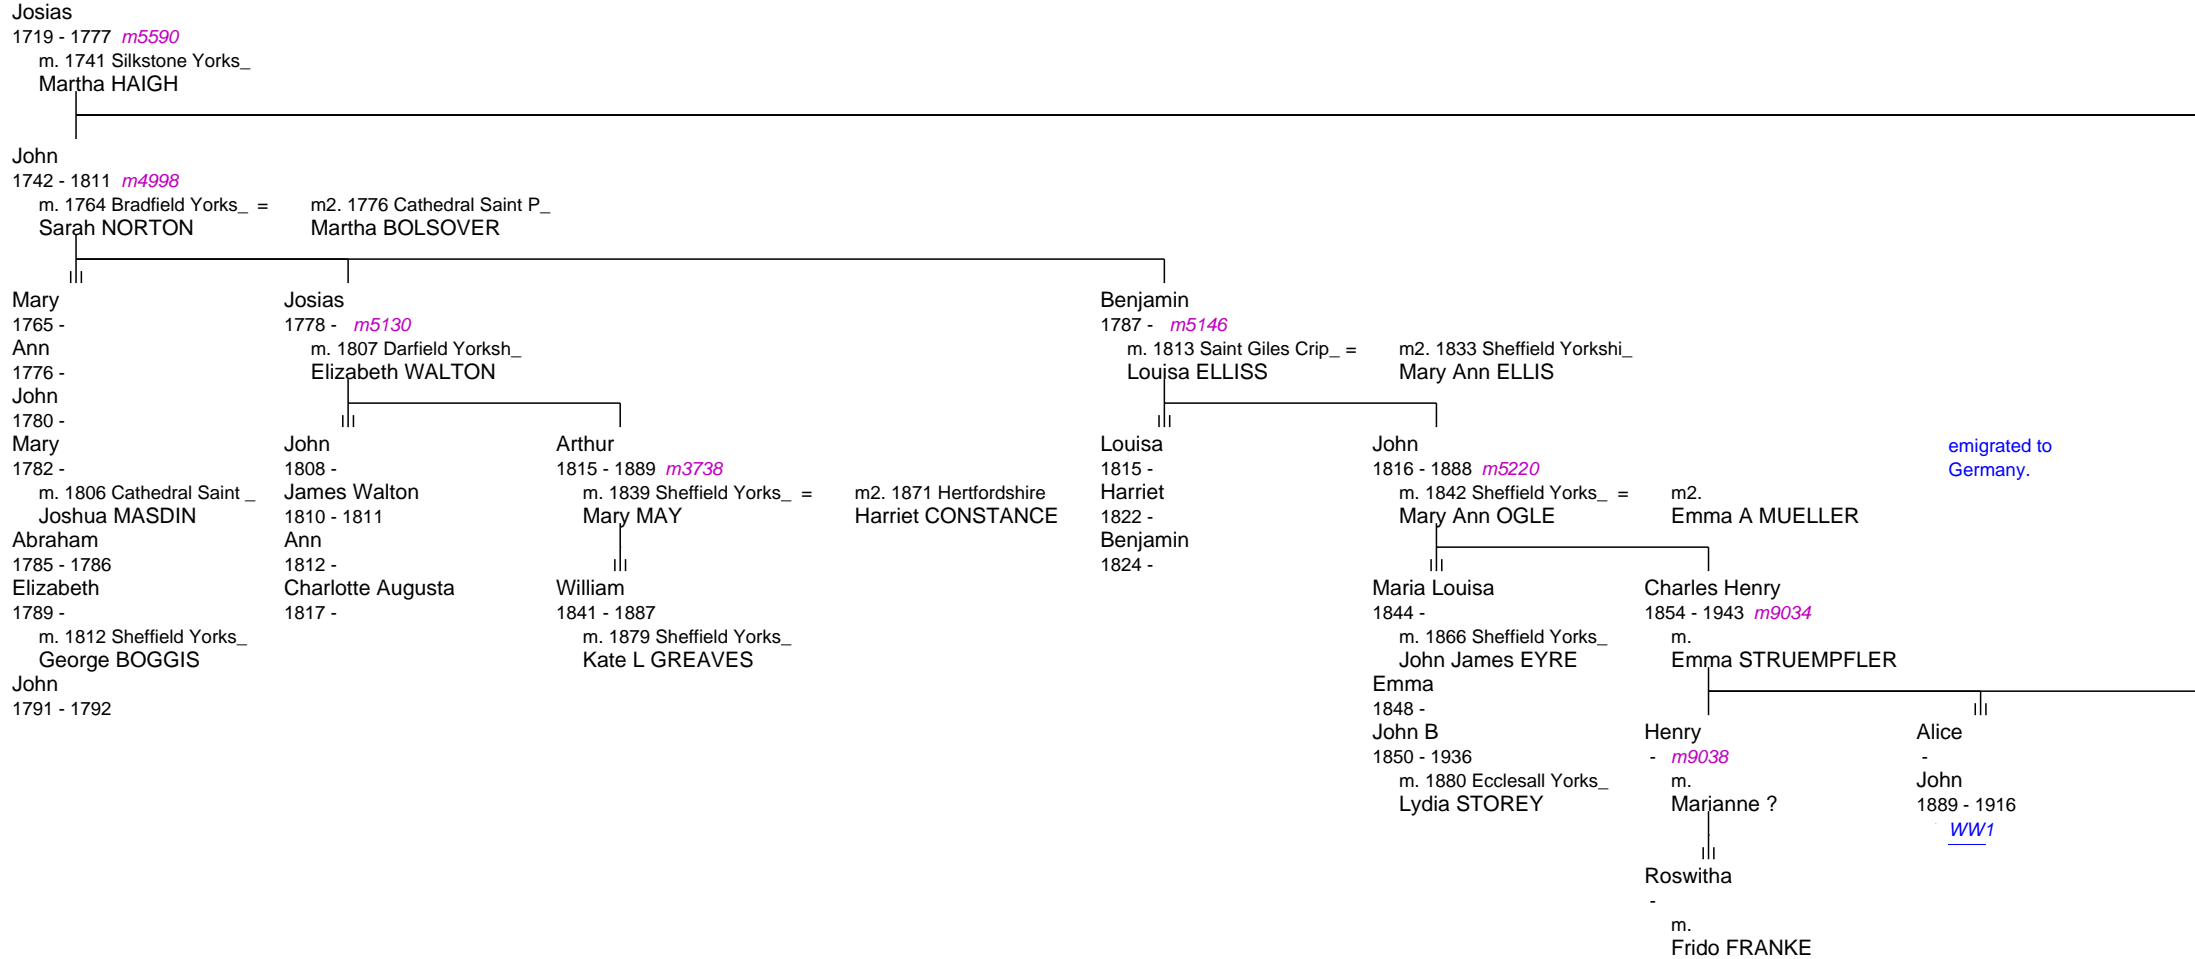 Josias
1719 - 1777 m5590
m. 1741 Silkstone Yorks_
Martha HAIGH
John
1742 - 1811 m4998
m. 1764 Bradfield Yorks_ =
Sarah NORTON
m2. 1776 Cathedral Saint P_
Martha BOLSOVER
Mary
1765 -
Ann
1776 -
John
1780 -
Mary
1782 -
m. 1806 Cathedral Saint _
Joshua MASDIN
Abraham
1785 - 1786
Elizabeth
1789 -
m. 1812 Sheffield Yorks_
George BOGGIS
John
1791 - 1792
Josias
1778 - m5130
m. 1807 Darfield Yorksh_
Elizabeth WALTON
John
1808 -
James Walton
1810 - 1811
Ann
1812 -
Charlotte Augusta
1817 -
Arthur
1815 - 1889 m3738
m. 1839 Sheffield Yorks_ =
Mary MAY
m2. 1871 Hertfordshire
Harriet CONSTANCE
William
1841 - 1887
m. 1879 Sheffield Yorks_
Kate L GREAVES
Benjamin
1787 - m5146
m. 1813 Saint Giles Crip_ =
Louisa ELLISS
m2. 1833 Sheffield Yorkshi_
Mary Ann ELLIS
Louisa
1815 -
Harriet
1822 -
Benjamin
1824 -
John
1816 - 1888 m5220
m. 1842 Sheffield Yorks_ =
Mary Ann OGLE
m2.
Emma A MUELLER
emigrated to
Germany.
Maria Louisa
1844 -
m. 1866 Sheffield Yorks_
John James EYRE
Emma
1848 -
John B
1850 - 1936
m. 1880 Ecclesall Yorks_
Lydia STOREY
Charles Henry
1854 - 1943 m9034
m.
Emma STRUEMPFLER
Henry
- m9038
m.
Marianne ?
Roswitha
-
m.
Frido FRANKE
Alice
-
John
1889 - 1916
WW1